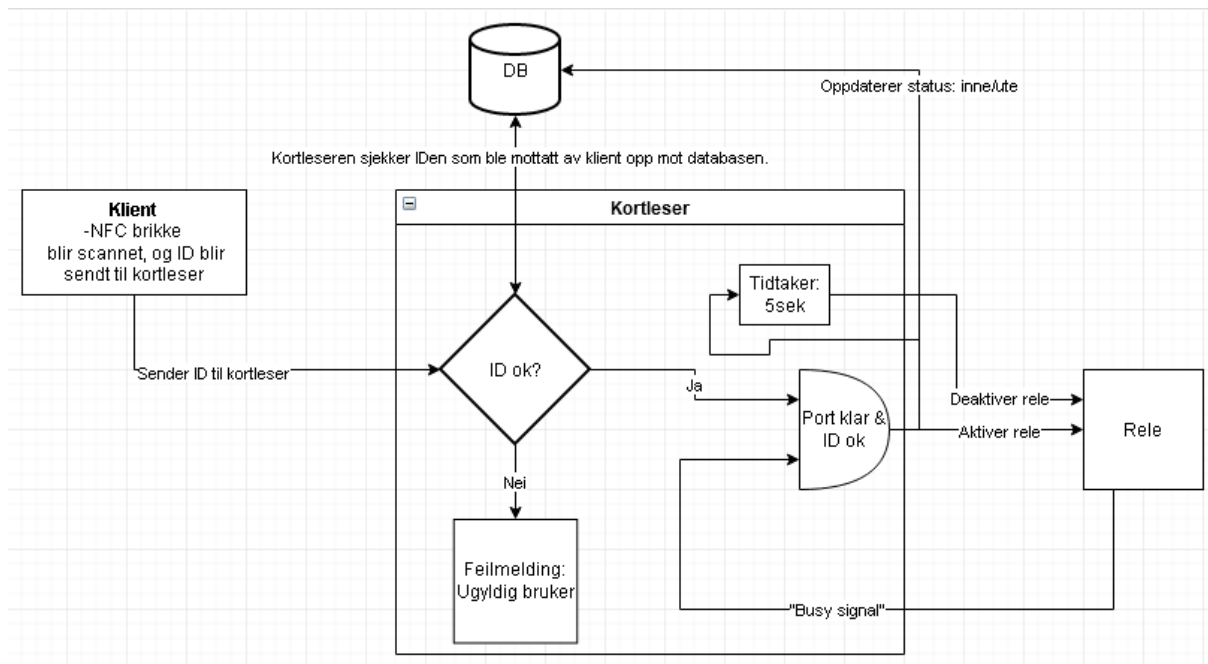 DB
Oppdaterer status: inne/ute
Kortleseren sjekker IDen som ble mottatt av klient opp mot databasen.
Klient
-NFC brikke
blir scannet, og ID blir
sendt til kortleser
Kortleser
Tidtaker:
5sek
Sender ID til kortleser
ID ok?
Ja
Port klar &
ID ok
Deaktiver rele
Aktiver rele
Rele
Nei
Feilmelding:
Ugyldig bruker
"Busy signal"